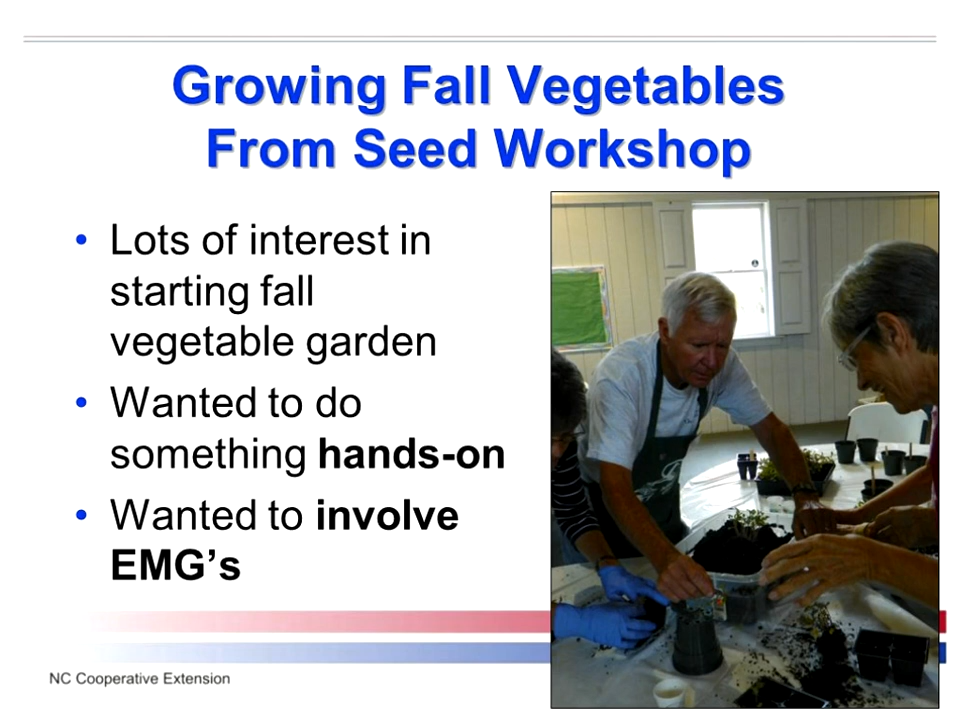 Growing Fall Vegetables
From Seed Workshop
• Lots of interest in
starting fall
vegetable garden
• Wanted to do
something hands-on
• Wanted to involve
EMG's
NC Cooperative Extension